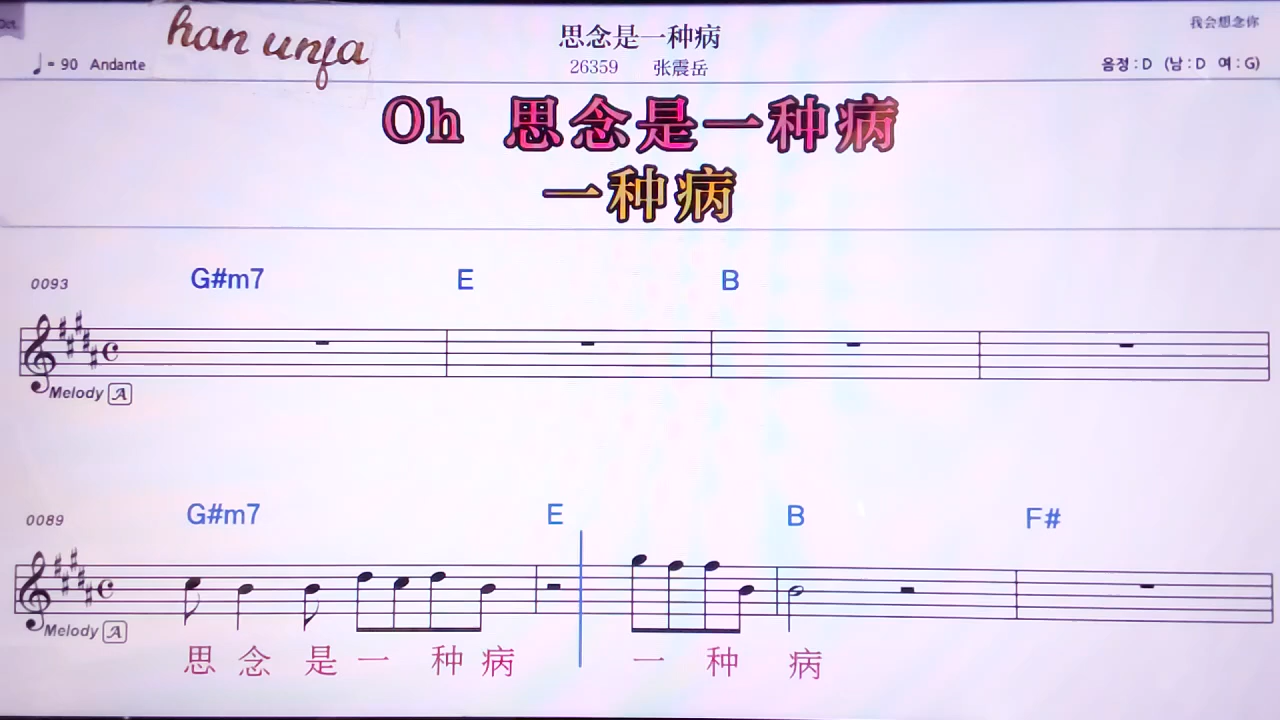 Oct.
han unfa
思念是一种病
我会想念你
= 90 Andante
26359 张震岳
음정 : D (남 : D 여 : G)
Oh 思念是一种病
一种病
0093 G#m7 E B
Melody A
0089 G#m7 E B F#
Melody A
思 念 是 一 种 病 一 种 病